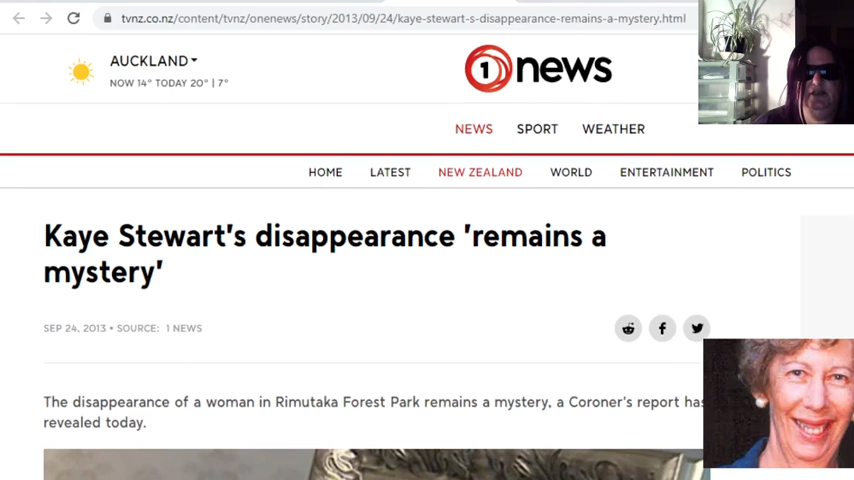 tvnz.co.nz/content/tvnz/onenews/story/2013/09/24/kaye-stewart-s-disappearance-remains-a-mystery.html
AUCKLAND
NOW 14° TODAY 20° | 7°
1 news
NEWS SPORT WEATHER
HOME LATEST NEW ZEALAND WORLD ENTERTAINMENT POLITICS
Kaye Stewart's disappearance 'remains a
mystery'
SEP 24, 2013 • SOURCE: 1 NEWS
The disappearance of a woman in Rimutaka Forest Park remains a mystery, a Coroner's report has
revealed today.